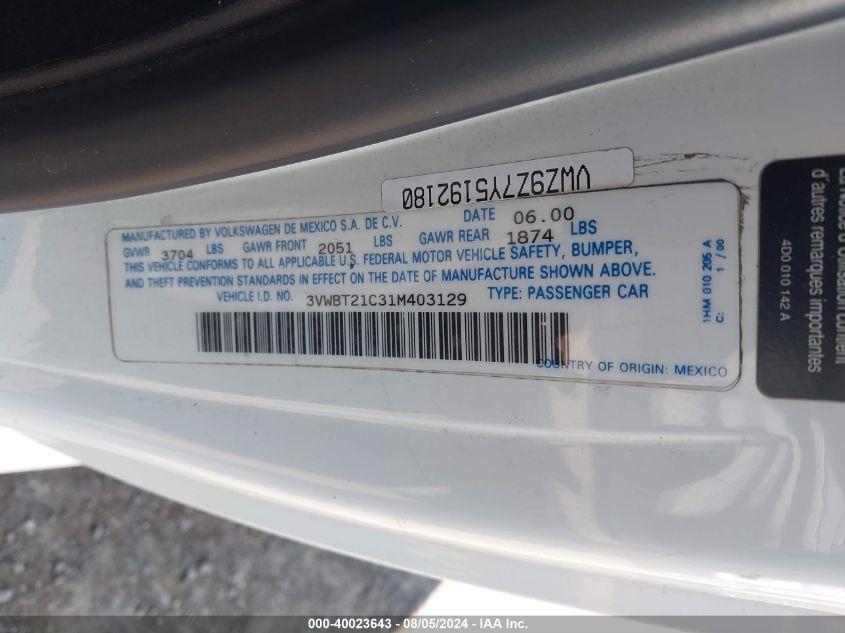 VWZ9Z7Y5192180
MANUFACTURED BY VOLKSWAGEN DE MEXICO S.A. DE C.V. DATE 06.00
GVWR 3704 LBS GAWR FRONT 2051 LBS GAWR REAR 1874 LBS
THIS VEHICLE CONFORMS TO ALL APPLICABLE U.S. FEDERAL MOTOR VEHICLE SAFETY, BUMPER,
AND THEFT PREVENTION STANDARDS IN EFFECT ON THE DATE OF MANUFACTURE SHOWN ABOVE.
VEHICLE I.D. NO. 3VWBT21C31M403129 TYPE: PASSENGER CAR
COUNTRY OF ORIGIN: MEXICO
1HM 010 205 A
C: 1 / 00
d'autres remarques importantes
4D0 010 142 A
000-40023643 - 08/05/2024 - IAA Inc.